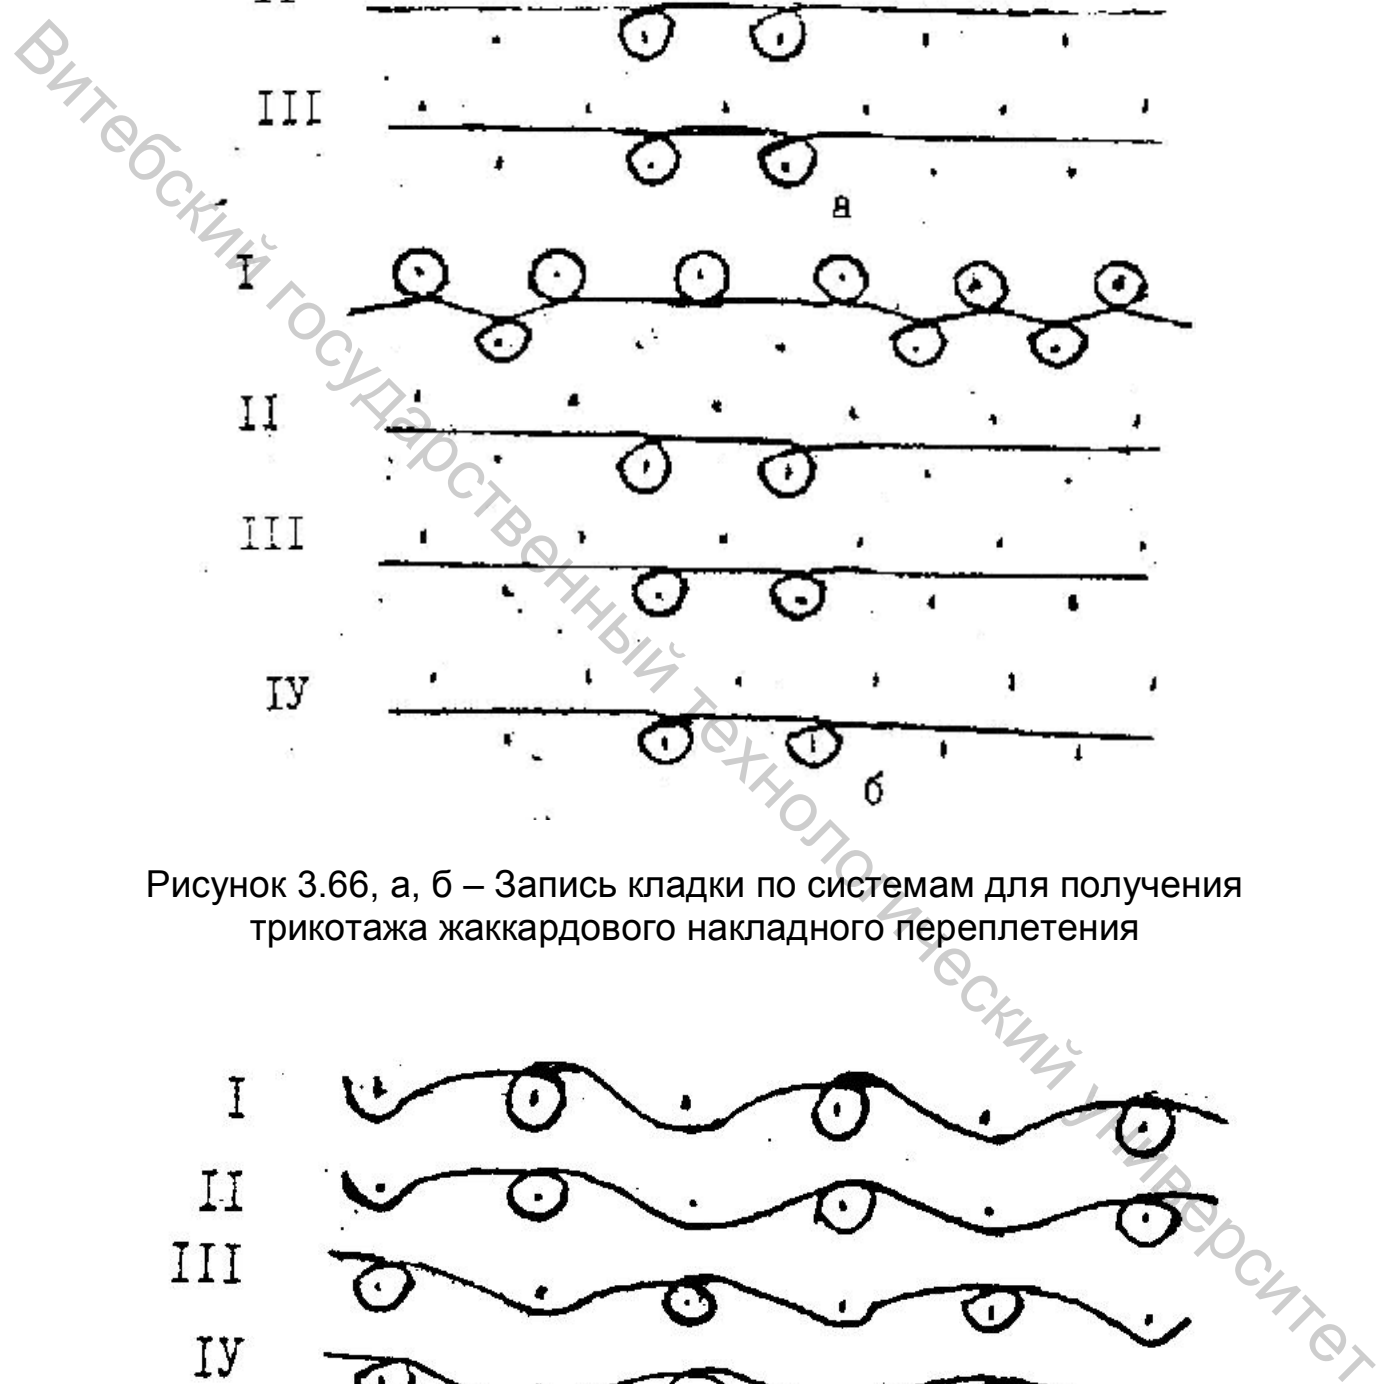 III
а
I
II
III
IУ
б
Рисунок 3.66, а, б – Запись кладки по системам для получения
трикотажа жаккардового накладного переплетения
I
II
III
IУ
Витебский государственный технологический университет